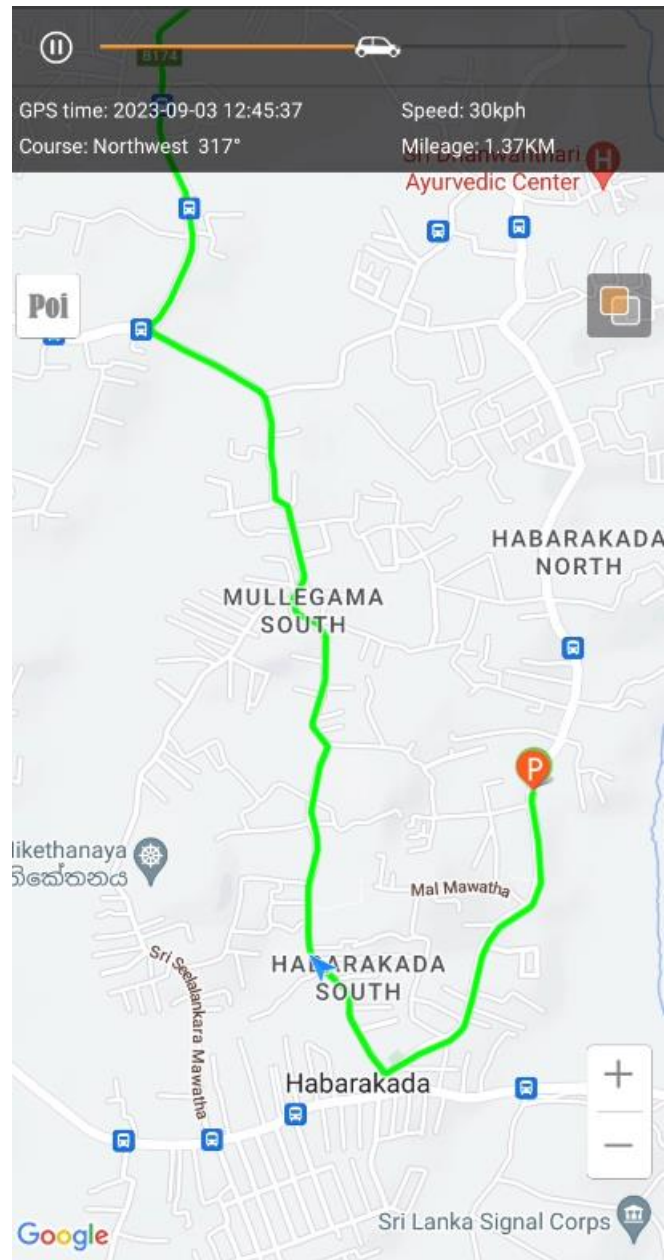 B174
GPS time: 2023-09-03 12:45:37
Speed: 30kph
Course: Northwest 317°
Mileage: 1.37KM
Sri Dhanwanthari
Ayurvedic Center
H
Poi
HABARAKADA
NORTH
MULLEGAMA
SOUTH
P
likethanaya
නිකේතනය
Mal Mawatha
Sri Seelalankara Mawatha
HABARAKADA
SOUTH
Habarakada
+
−
Sri Lanka Signal Corps
Google